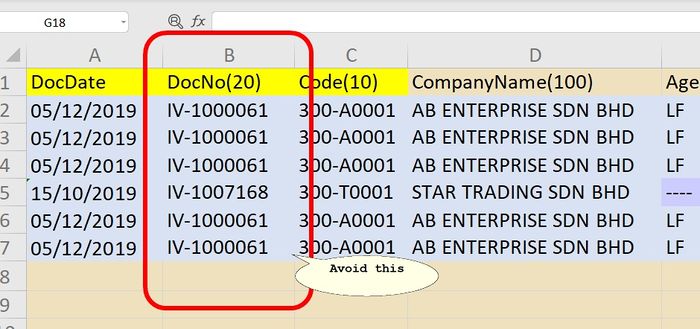 G18 fx
A B C D
1 DocDate DocNo(20) Code(10) CompanyName(100) Age
2 05/12/2019 IV-1000061 300-A0001 AB ENTERPRISE SDN BHD LF
3 05/12/2019 IV-1000061 300-A0001 AB ENTERPRISE SDN BHD LF
4 05/12/2019 IV-1000061 300-A0001 AB ENTERPRISE SDN BHD LF
5 15/10/2019 IV-1007168 300-T0001 STAR TRADING SDN BHD ----
6 05/12/2019 IV-1000061 300-A0001 AB ENTERPRISE SDN BHD LF
7 05/12/2019 IV-1000061 300-A0001 AB ENTERPRISE SDN BHD LF
8 Avoid this
9